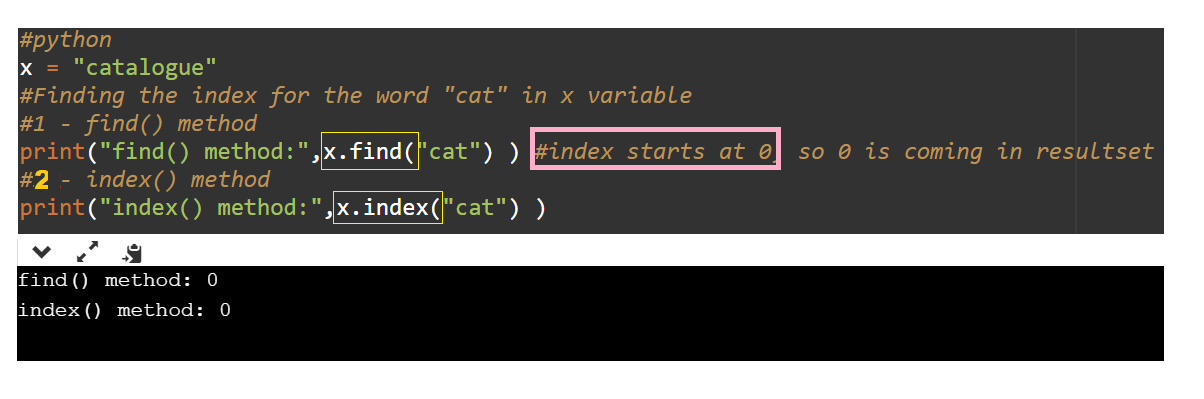 #python
x = "catalogue"
#Finding the index for the word "cat" in x variable
#1 - find() method
print("find() method:",x.find("cat") ) #index starts at 0, so 0 is coming in resultset
#2 - index() method
print("index() method:",x.index("cat") )
find() method: 0
index() method: 0